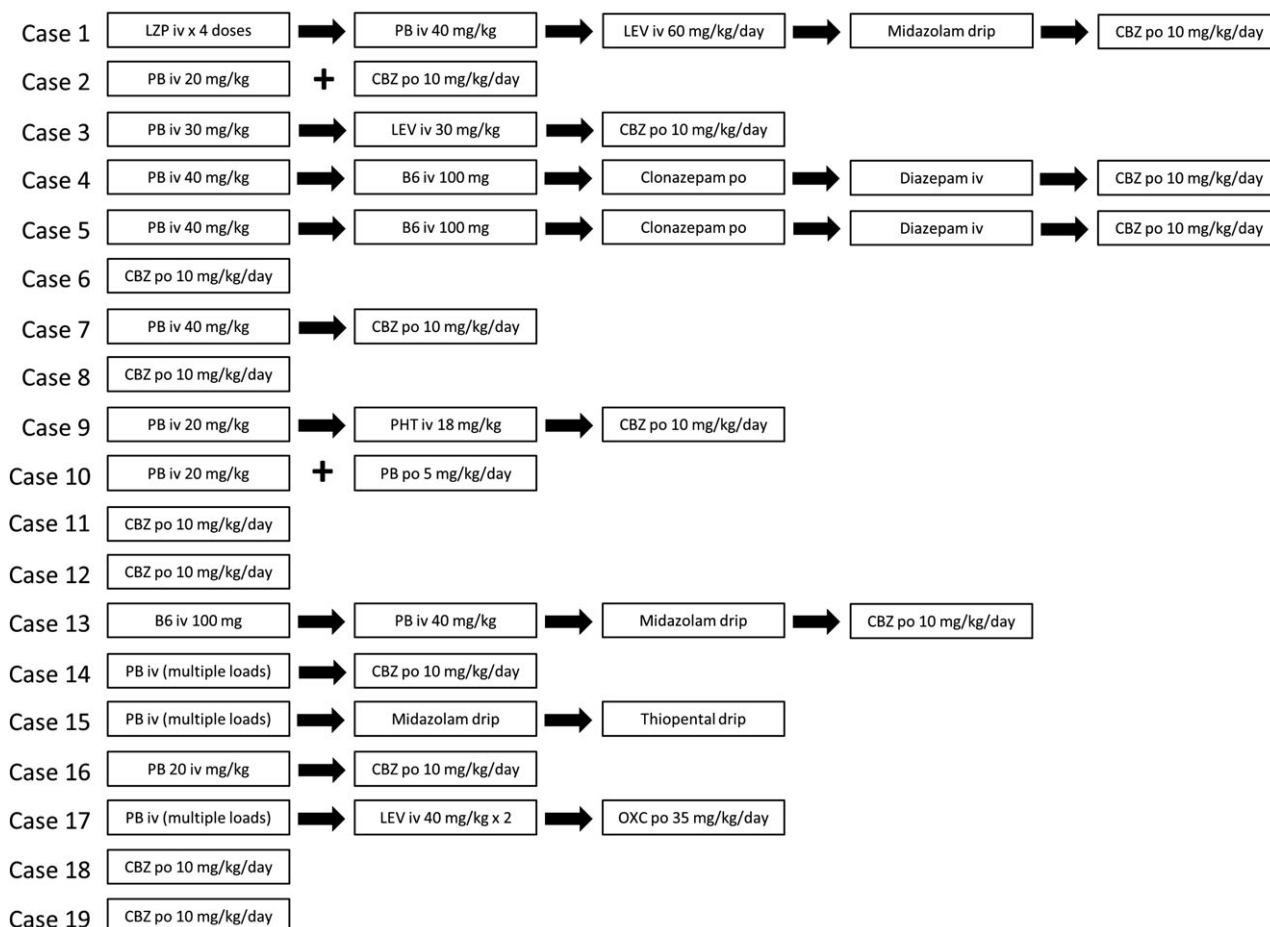 Case 1 LZP iv x 4 doses PB iv 40 mg/kg LEV iv 60 mg/kg/day Midazolam drip CBZ po 10 mg/kg/day
Case 2 PB iv 20 mg/kg + CBZ po 10 mg/kg/day
Case 3 PB iv 30 mg/kg LEV iv 30 mg/kg CBZ po 10 mg/kg/day
Case 4 PB iv 40 mg/kg B6 iv 100 mg Clonazepam po Diazepam iv CBZ po 10 mg/kg/day
Case 5 PB iv 40 mg/kg B6 iv 100 mg Clonazepam po Diazepam iv CBZ po 10 mg/kg/day
Case 6 CBZ po 10 mg/kg/day
Case 7 PB iv 40 mg/kg CBZ po 10 mg/kg/day
Case 8 CBZ po 10 mg/kg/day
Case 9 PB iv 20 mg/kg PHT iv 18 mg/kg CBZ po 10 mg/kg/day
Case 10 PB iv 20 mg/kg + PB po 5 mg/kg/day
Case 11 CBZ po 10 mg/kg/day
Case 12 CBZ po 10 mg/kg/day
Case 13 B6 iv 100 mg PB iv 40 mg/kg Midazolam drip CBZ po 10 mg/kg/day
Case 14 PB iv (multiple loads) CBZ po 10 mg/kg/day
Case 15 PB iv (multiple loads) Midazolam drip Thiopental drip
Case 16 PB 20 iv mg/kg CBZ po 10 mg/kg/day
Case 17 PB iv (multiple loads) LEV iv 40 mg/kg x 2 OXC po 35 mg/kg/day
Case 18 CBZ po 10 mg/kg/day
Case 19 CBZ po 10 mg/kg/day